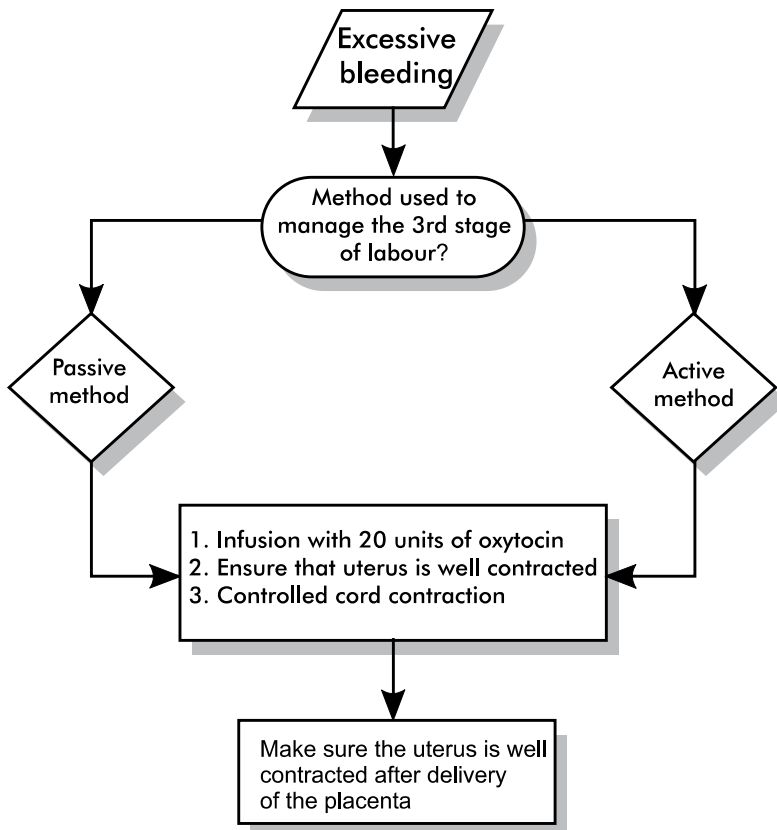 Excessive
bleeding
Method used to
manage the 3rd stage
of labour?
Passive
method
Active
method
1. Infusion with 20 units of oxytocin
2. Ensure that uterus is well contracted
3. Controlled cord contraction
Make sure the uterus is well
contracted after delivery
of the placenta